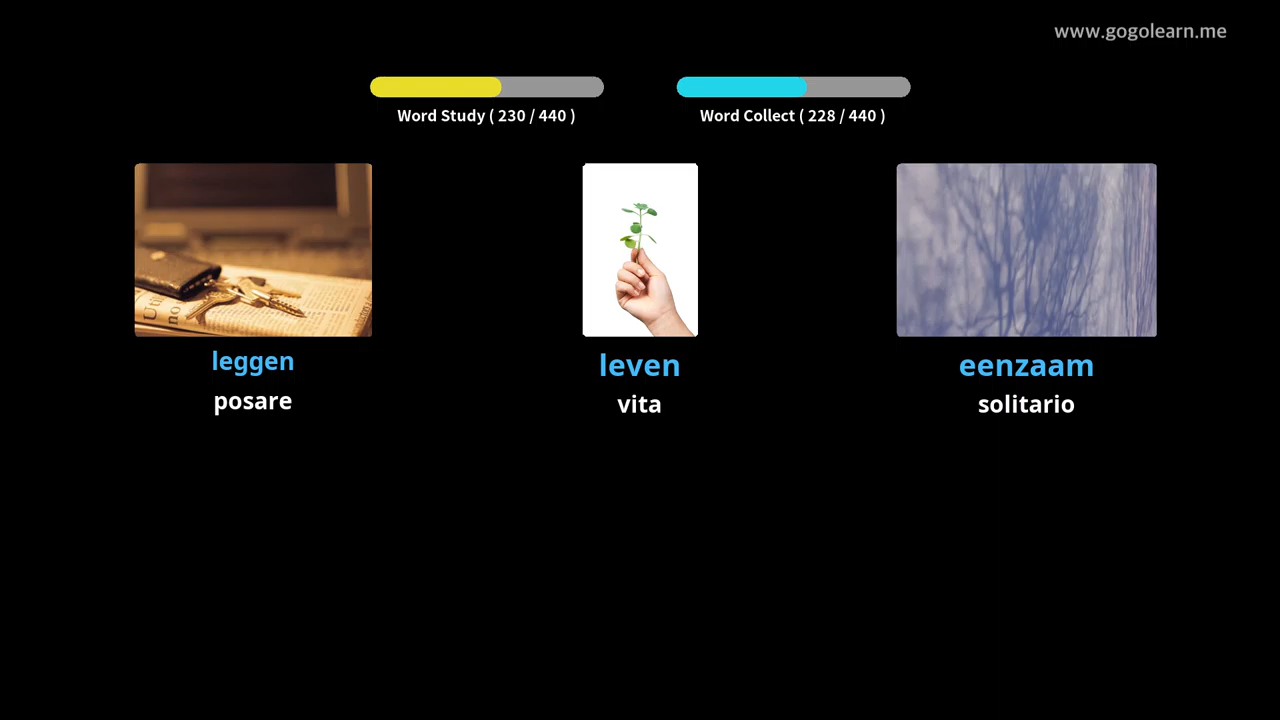 www.gogolearn.me
Word Study ( 230 / 440 )
Word Collect ( 228 / 440 )
leggen
posare
leven
vita
eenzaam
solitario